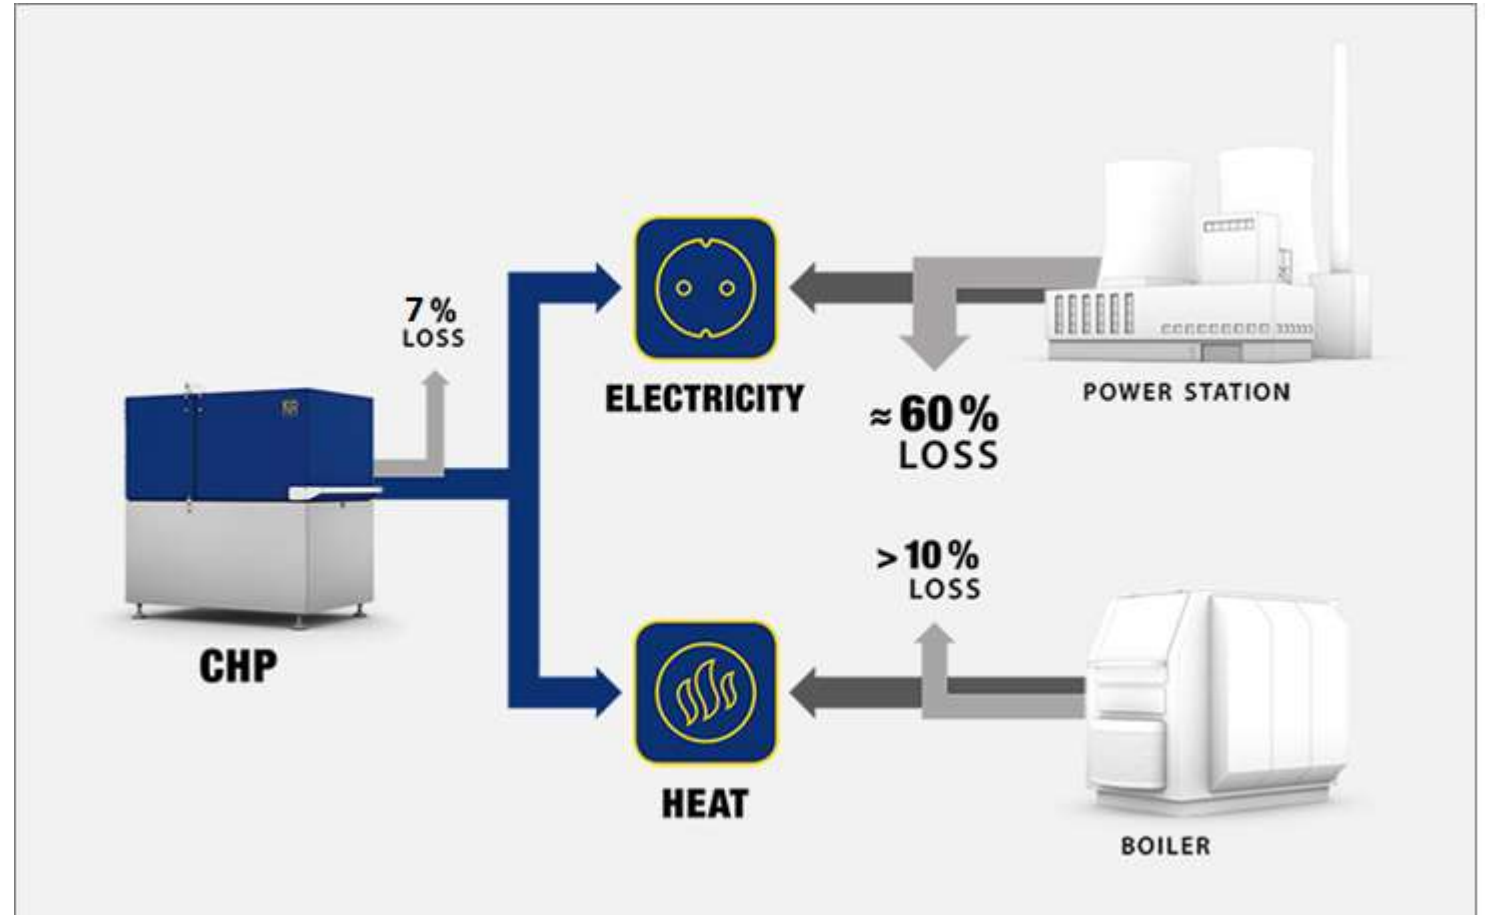 7 %
LOSS
ELECTRICITY
≈ 60 %
LOSS
POWER STATION
CHP
> 10 %
LOSS
HEAT
BOILER